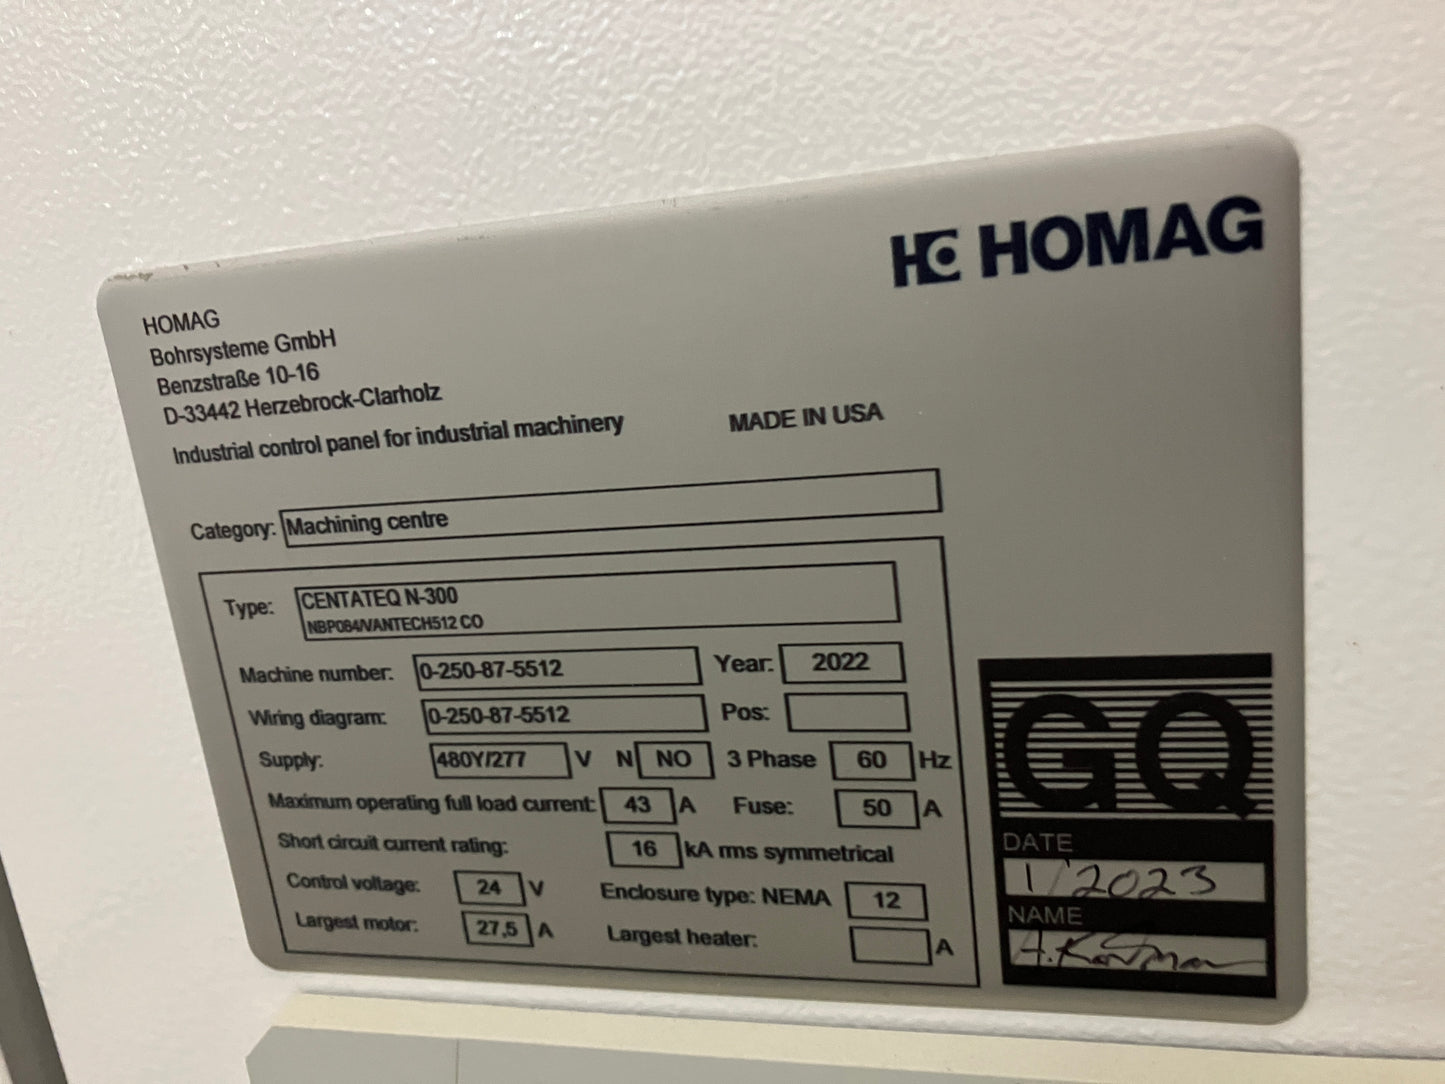 HOMAG
HOMAG
Bohrsysteme GmbH
Benzstraße 10-16
D-33442 Herzebrock-Clarholz
Industrial control panel for industrial machinery MADE IN USA
Category: Machining centre
Type: CENTATEQ N-300
NBP084/VANTECH512 CO
Machine number: 0-250-87-5512 Year: 2022
Wiring diagram: 0-250-87-5512 Pos:
Supply: 480Y/277 V N NO 3 Phase 60 Hz
Maximum operating full load current: 43 A Fuse: 50 A
Short circuit current rating: 16 kA rms symmetrical
Control voltage: 24 V Enclosure type: NEMA 12
Largest motor: 27,5 A Largest heater: A
GQ
DATE
1/2023
NAME
A.